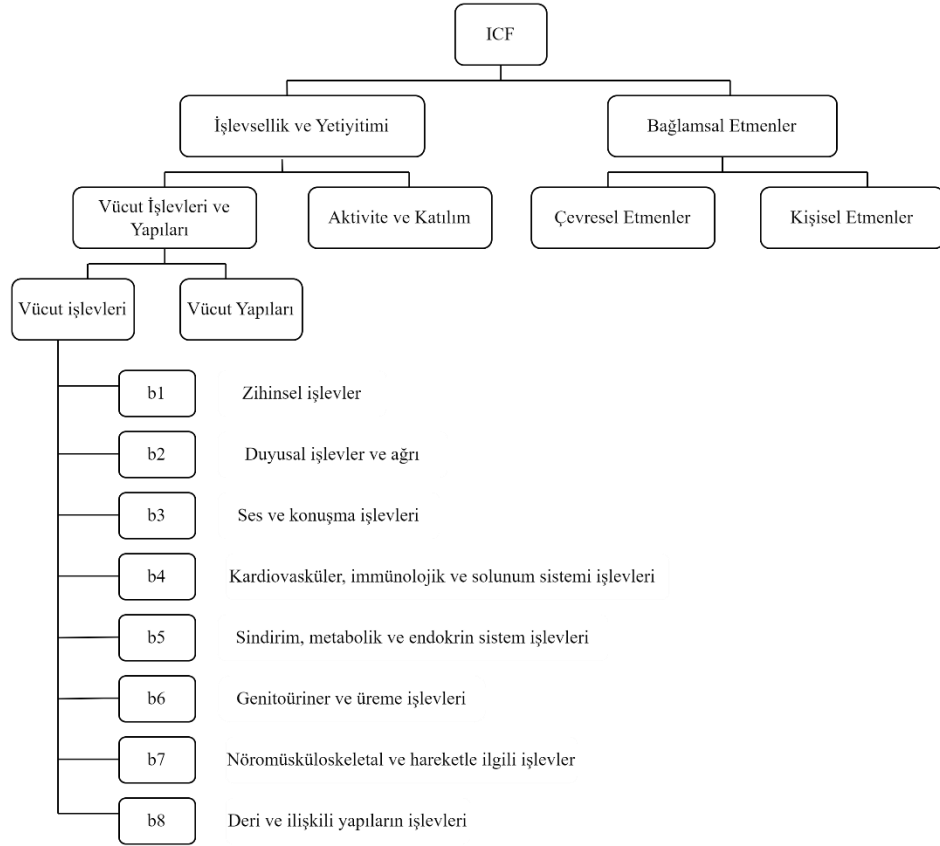 ICF
İşlevsellik ve Yetiyitimi
Bağlamsal Etmenler
Vücut İşlevleri ve
Yapıları
Aktivite ve Katılım
Çevresel Etmenler
Kişisel Etmenler
Vücut işlevleri
Vücut Yapıları
b1 Zihinsel işlevler
b2 Duyusal işlevler ve ağrı
b3 Ses ve konuşma işlevleri
b4 Kardiovasküler, immünolojik ve solunum sistemi işlevleri
b5 Sindirim, metabolik ve endokrin sistem işlevleri
b6 Genitoüriner ve üreme işlevleri
b7 Nöromüsküloskeletal ve hareketle ilgili işlevler
b8 Deri ve ilişkili yapıların işlevleri